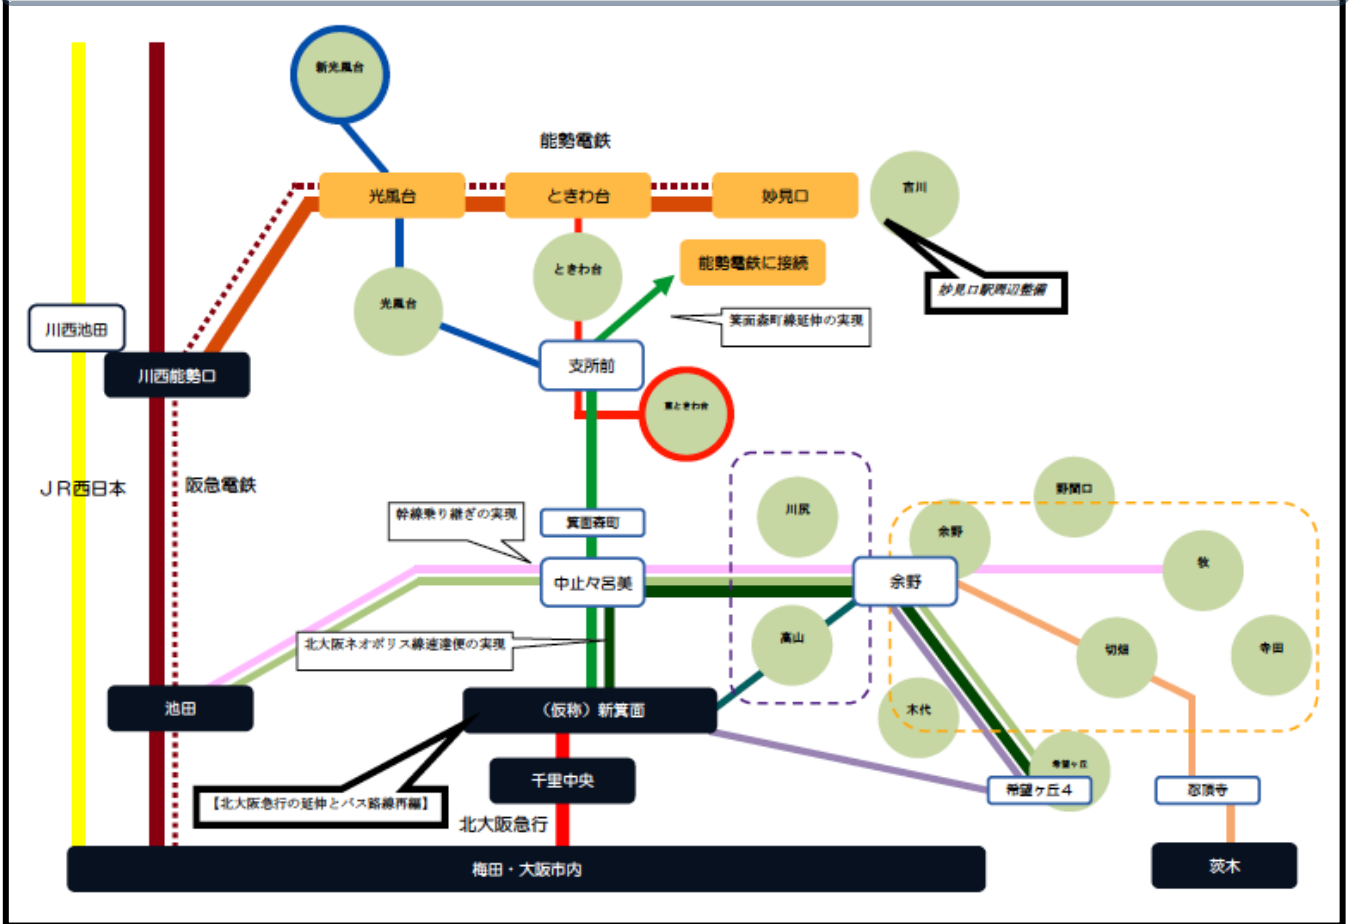 新光風台
能勢電鉄
光風台
ときわ台
妙見口
吉川
ときわ台
能勢電鉄に接続
妙見口駅周辺整備
光風台
箕面森町線延伸の実現
川西池田
支所前
川西能勢口
東ときわ台
JR西日本
阪急電鉄
野間口
川尻
幹線乗り継ぎの実現
箕面森町
余野
牧
中止々呂美
余野
北大阪ネオポリス線速達便の実現
高山
切畑
寺田
池田
(仮称)新箕面
木代
希望ヶ丘
千里中央
希望ヶ丘4
忍頂寺
【北大阪急行の延伸とバス路線再編】
北大阪急行
梅田・大阪市内
茨木